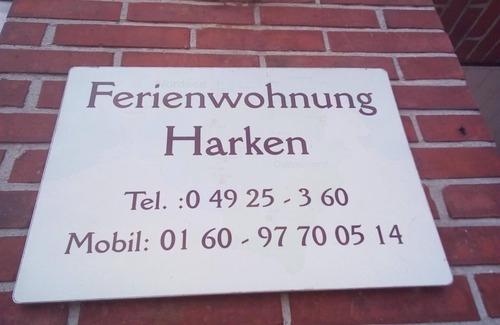 Ferienwohnung
Harken
Tel. :0 49 25 - 3 60
Mobil: 01 60 - 97 70 05 14